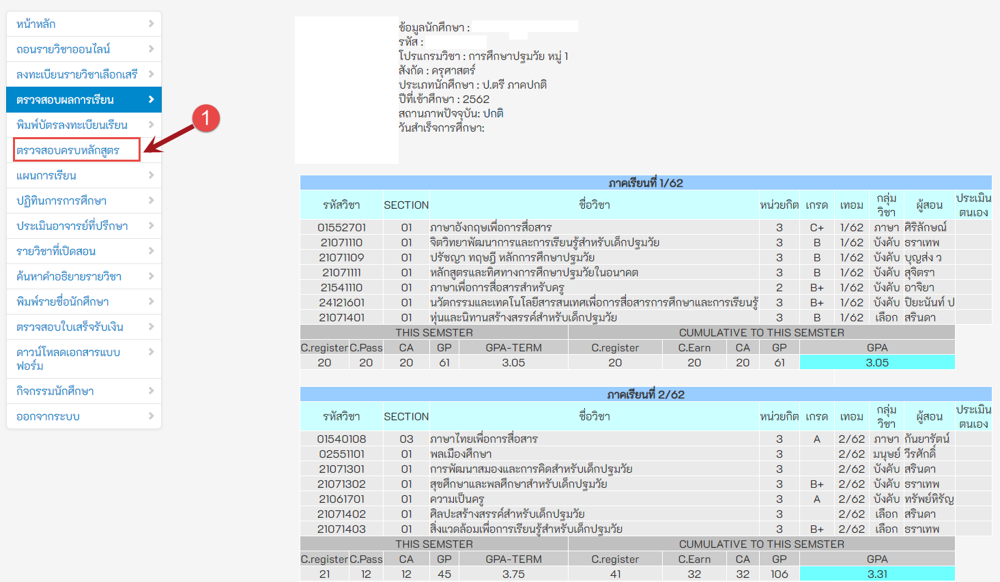 หน้าหลัก
ถอนรายวิชาออนไลน์
ลงทะเบียนรายวิชาเลือกเสรี
ตรวจสอบผลการเรียน
พิมพ์บัตรลงทะเบียนเรียน
ตรวจสอบครบหลักสูตร
แผนการเรียน
ปฏิทินการการศึกษา
ประเมินอาจารย์ที่ปรึกษา
รายวิชาที่เปิดสอน
ค้นหาคำอธิยายรายวิชา
พิมพ์รายชื่อนักศึกษา
ตรวจสอบใบเสร็จรับเงิน
ดาวน์โหลดเอกสารแบบ
ฟอร์ม
กิจกรรมนักศึกษา
ออกจากระบบ
1
ข้อมูลนักศึกษา :
รหัส :
โปรแกรมวิชา : การศึกษาปฐมวัย หมู่ 1
สังกัด : ครุศาสตร์
ประเภทนักศึกษา : ป.ตรี ภาคปกติ
ปีที่เข้าศึกษา : 2562
สถานภาพปัจจุบัน: ปกติ
วันสำเร็จการศึกษา:
ภาคเรียนที่ 1/62
รหัสวิชา SECTION ชื่อวิชา หน่วยกิต เกรด เทอม กลุ่มวิชา ผู้สอน ประเมินตนเอง
01552701 01 ภาษาอังกฤษเพื่อการสื่อสาร 3 C+ 1/62 ภาษา ศิริลักษณ์
21071110 01 จิตวิทยาพัฒนาการและการเรียนรู้สำหรับเด็กปฐมวัย 3 B 1/62 บังคับ ธราเทพ
21071109 01 ปรัชญา ทฤษฎี หลักการศึกษาปฐมวัย 3 B 1/62 บังคับ บุญส่ง ว
21071111 01 หลักสูตรและทิศทางการศึกษาปฐมวัยในอนาคต 3 B 1/62 บังคับ สุจิตรา
21541110 01 ภาษาเพื่อการสื่อสารสำหรับครู 2 B+ 1/62 บังคับ อาจิยา
24121601 01 นวัตกรรมและเทคโนโลยีสารสนเทศเพื่อการสื่อสารการศึกษาและการเรียนรู้ 3 B+ 1/62 บังคับ ปิยะนันท์ ป
21071401 01 หุ่นและนิทานสร้างสรรค์สำหรับเด็กปฐมวัย 3 B 1/62 เลือก สรินดา
THIS SEMSTER CUMULATIVE TO THIS SEMSTER
C.register C.Pass CA GP GPA-TERM C.register C.Earn CA GP GPA
20 20 20 61 3.05 20 20 20 61 3.05
ภาคเรียนที่ 2/62
รหัสวิชา SECTION ชื่อวิชา หน่วยกิต เกรด เทอม กลุ่มวิชา ผู้สอน ประเมินตนเอง
01540108 03 ภาษาไทยเพื่อการสื่อสาร 3 A 2/62 ภาษา กันยารัตน์
02551101 01 พลเมืองศึกษา 3 2/62 มนุษย์ วีรศักดิ์
21071301 01 การพัฒนาสมองและการคิดสำหรับเด็กปฐมวัย 3 2/62 บังคับ สรินดา
21071302 01 สุขศึกษาและพลศึกษาสำหรับเด็กปฐมวัย 3 B+ 2/62 บังคับ ธราเทพ
21061701 01 ความเป็นครู 3 A 2/62 บังคับ ทรัพย์หิรัญ
21071402 01 ศิลปะสร้างสรรค์สำหรับเด็กปฐมวัย 3 2/62 เลือก สรินดา
21071403 01 สิ่งแวดล้อมเพื่อการเรียนรู้สำหรับเด็กปฐมวัย 3 B+ 2/62 เลือก ธราเทพ
THIS SEMSTER CUMULATIVE TO THIS SEMSTER
C.register C.Pass CA GP GPA-TERM C.register C.Earn CA GP GPA
21 12 12 45 3.75 41 32 32 106 3.31